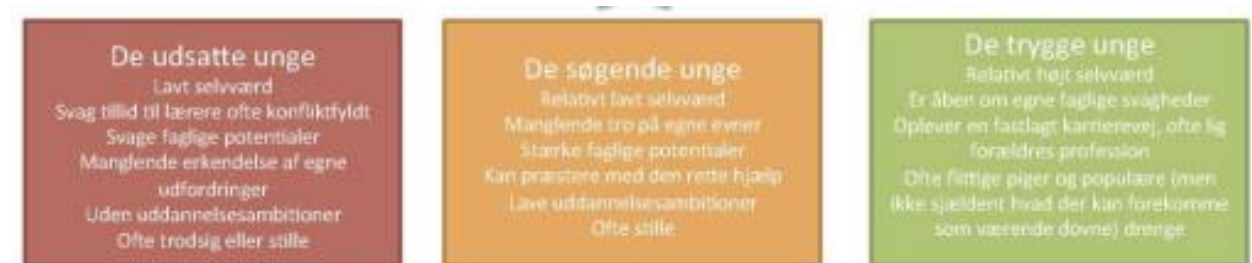 De udsatte unge
Lavt selvværd
Svag tillid til lærere ofte konfliktfyldt
Svage faglige potentialer
Manglende erkendelse af egne
udfordringer
Uden uddannelsesambitioner
Ofte trodsig eller stille
De søgende unge
Relativt lavt selvværd
Manglende tro på egne evner
Stærke faglige potentialer
Kan præstere med den rette hjælp
Lave uddannelsesambitioner
Ofte stille
De trygge unge
Relativt højt selvværd
Er åben om egne faglige svagheder
Oplever en fastlagt karrierevej, ofte lig
forældres profession
Ofte flittige piger og populære (men
ikke sjældent hvad der kan forekomme
som værende dovne) drenge